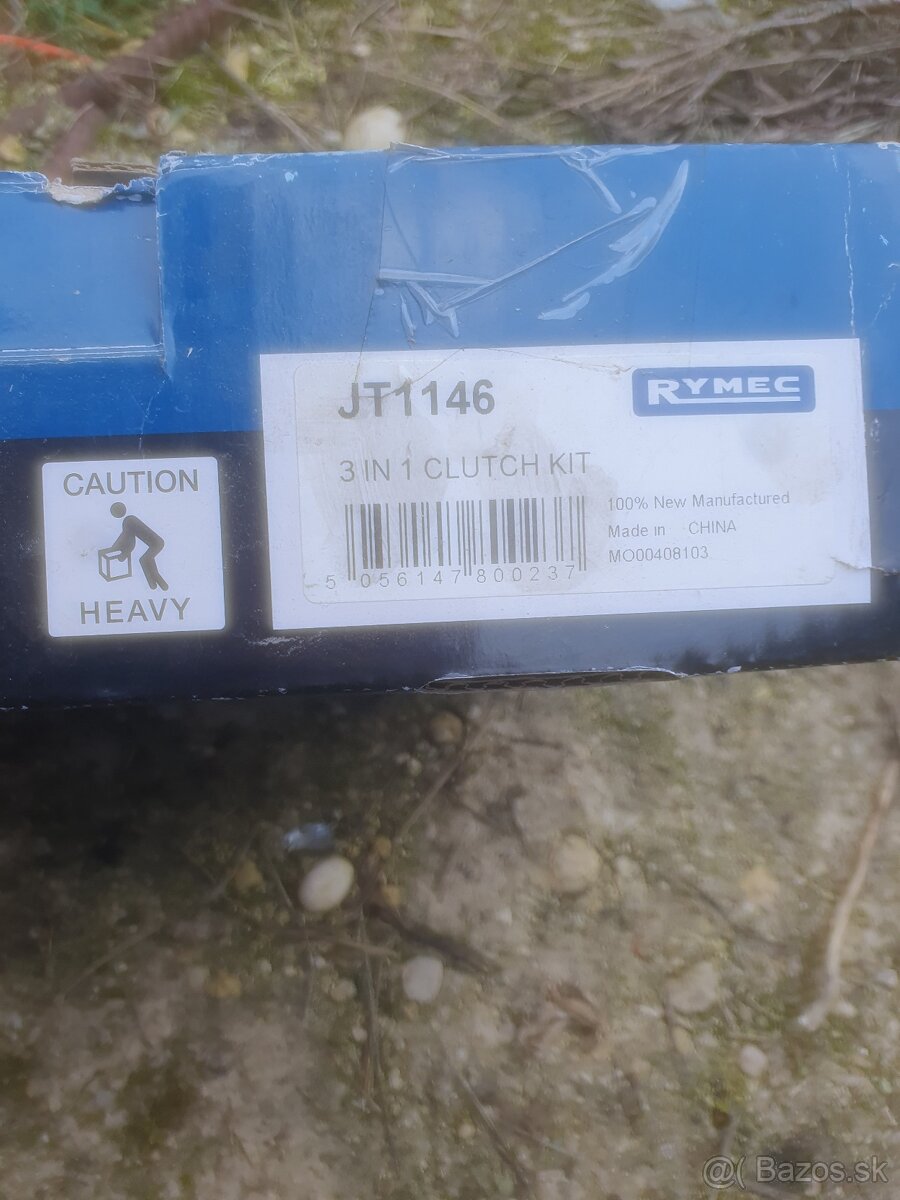 JT1146
RYMEC
3 IN 1 CLUTCH KIT
100% New Manufactured
Made in CHINA
MO00408103
5 056147 800237
CAUTION
HEAVY
@( Bazos.sk